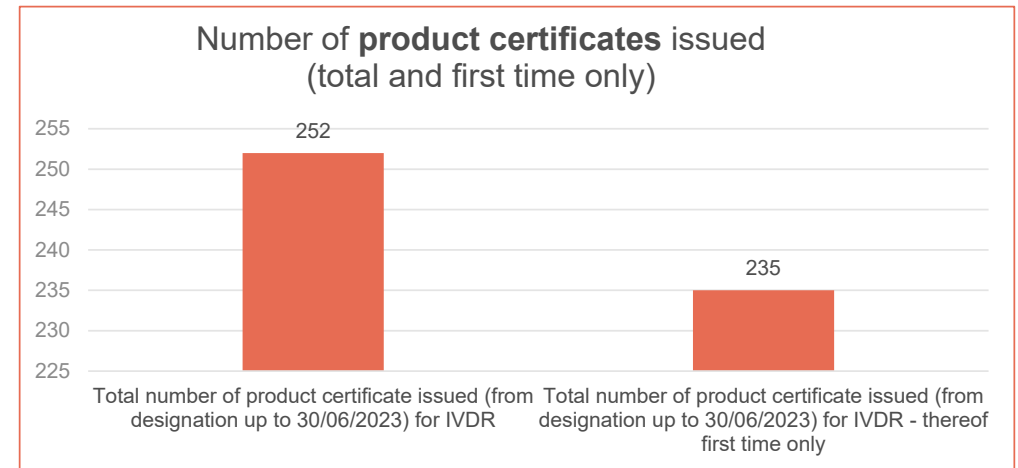 Number of product certificates issued
(total and first time only)
255
250
245
240
235
230
225
252
235
Total number of product certificate issued (from
designation up to 30/06/2023) for IVDR
Total number of product certificate issued (from
designation up to 30/06/2023) for IVDR - thereof
first time only